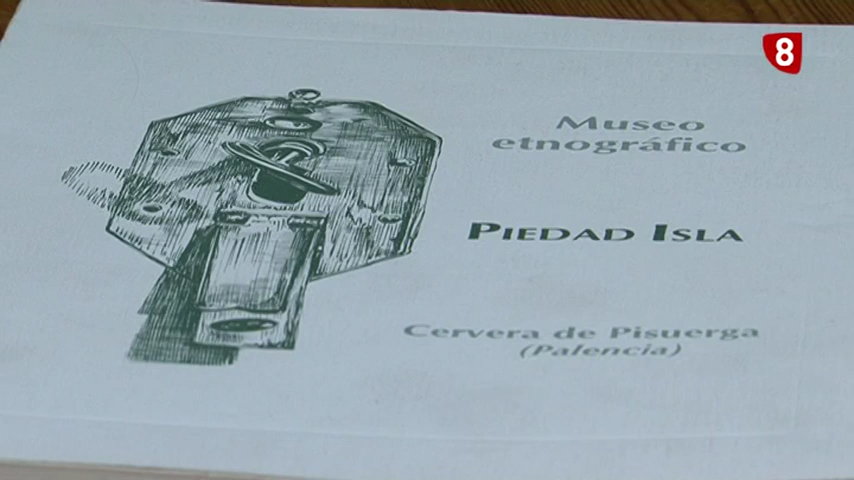 8
Museo
etnográfico
PIEDAD ISLA
Cervera de Pisuerga
(Palencia)